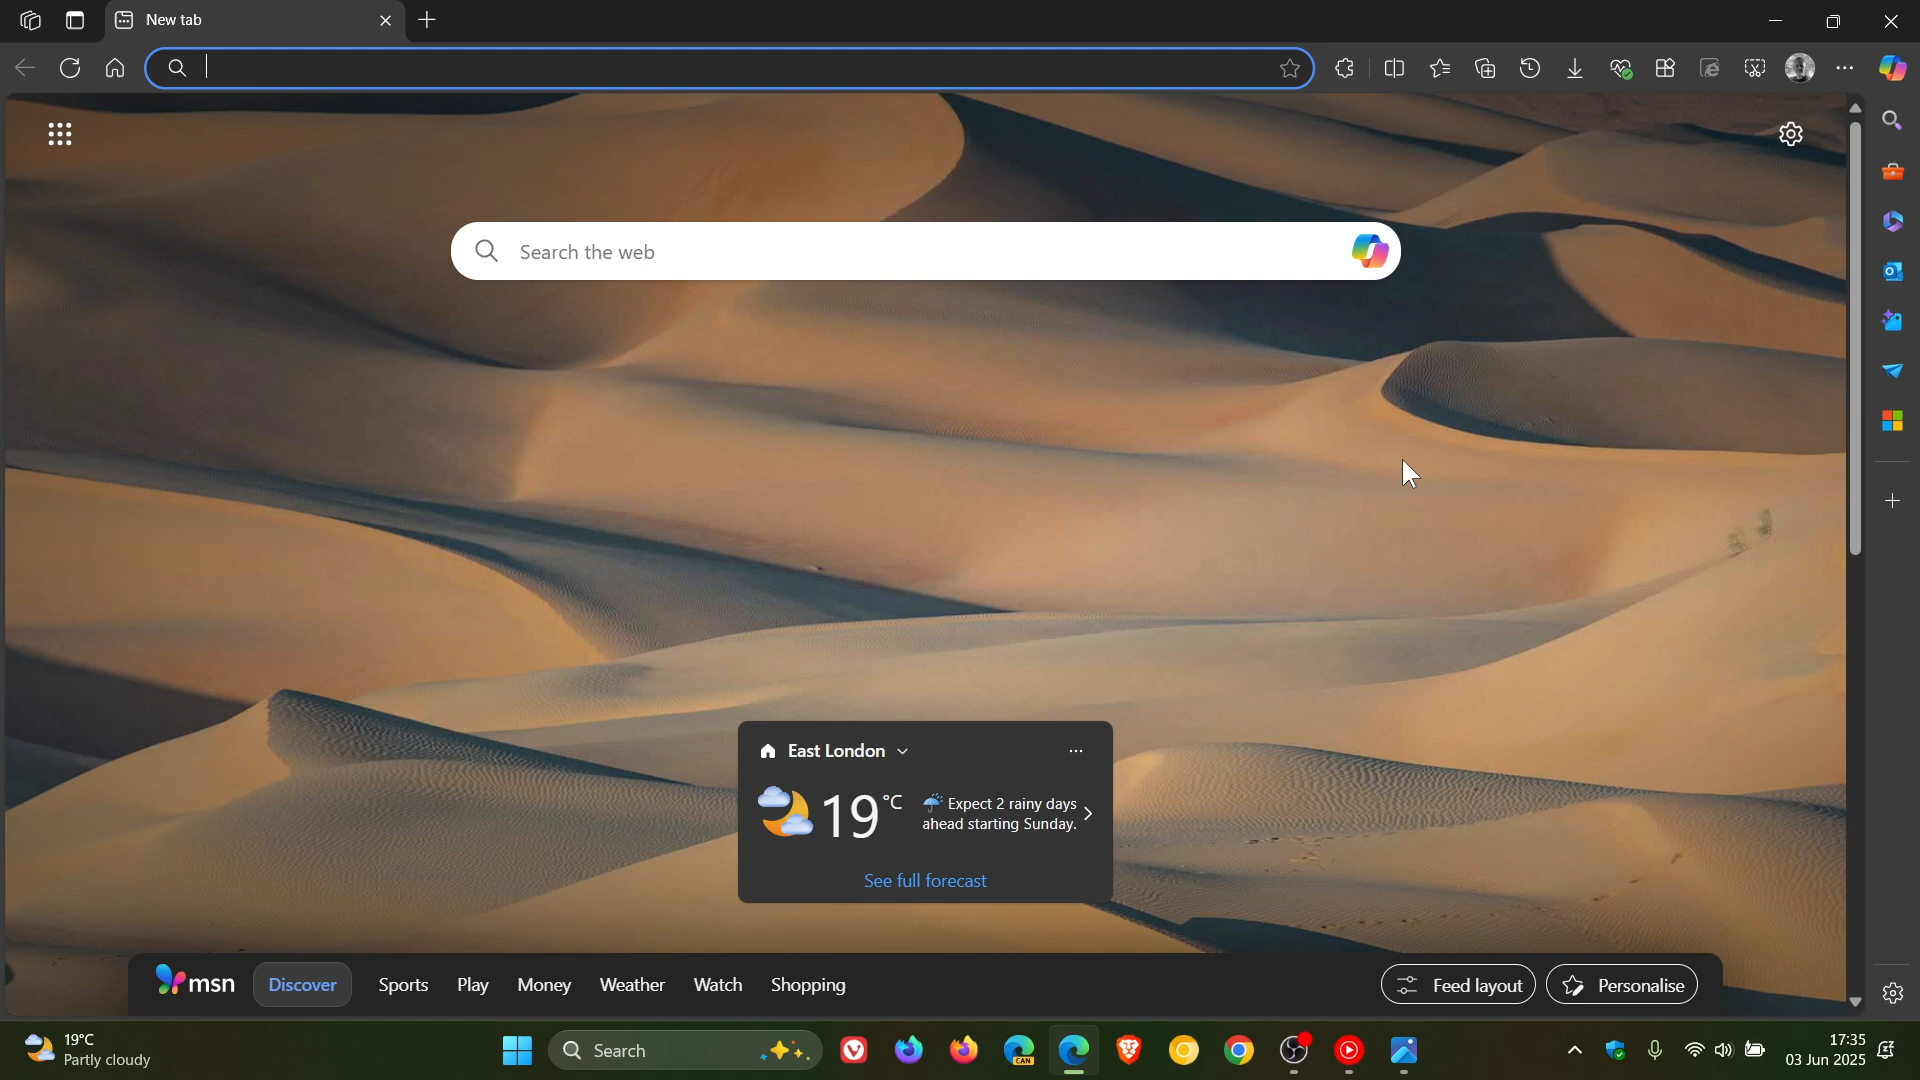 New tab
Search the web
East London
19 °C
Expect 2 rainy days
ahead starting Sunday.
See full forecast
msn
Discover
Sports
Play
Money
Weather
Watch
Shopping
Feed layout
Personalise
19°C
Partly cloudy
Search
CAN
17:35
03 Jun 2025